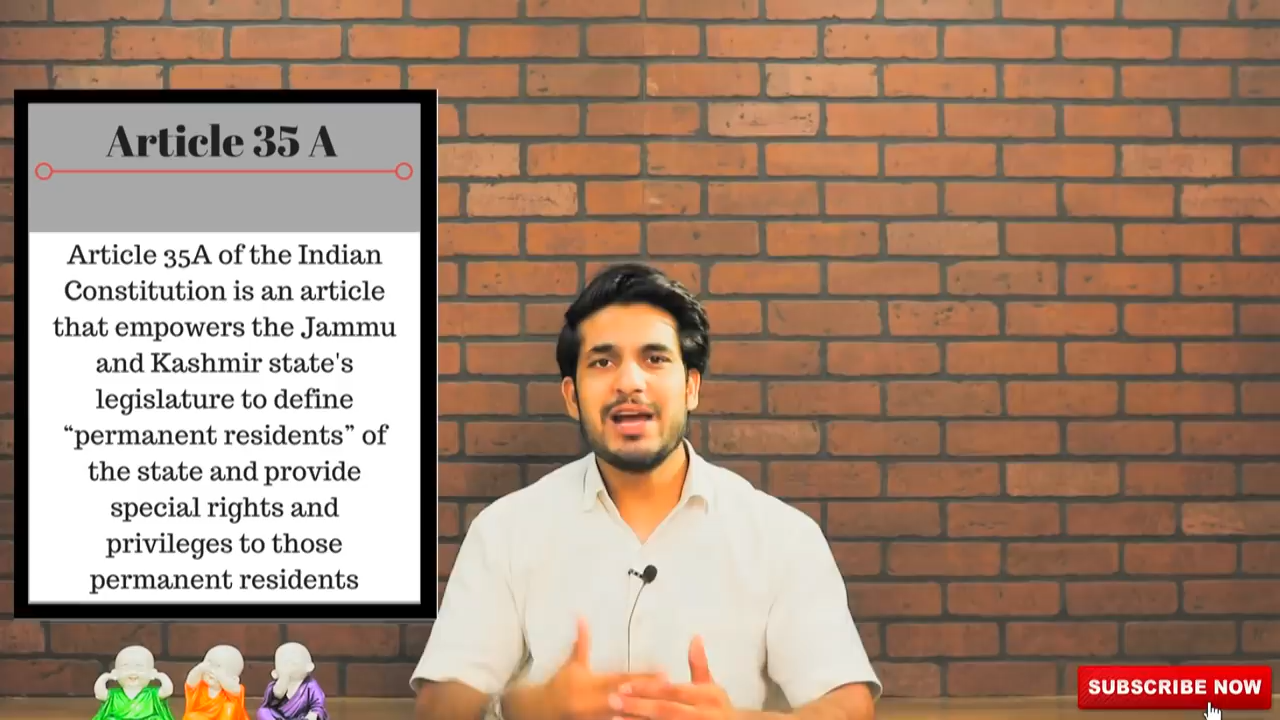 Article 35 A
Article 35A of the Indian
Constitution is an article
that empowers the Jammu
and Kashmir state's
legislature to define
“permanent residents” of
the state and provide
special rights and
privileges to those
permanent residents
SUBSCRIBE NOW